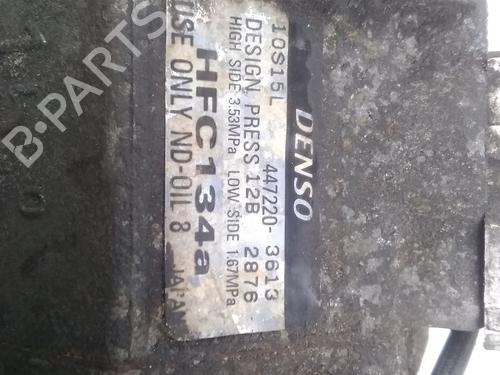 DENSO
10S15L 447220-3613
DESIGN PRESS 12B 2876
HIGH SIDE 3.53MPa LOW SIDE 1.67MPa
HFC134a
USE ONLY ND-OIL 8 JAPAN
B-PARTS